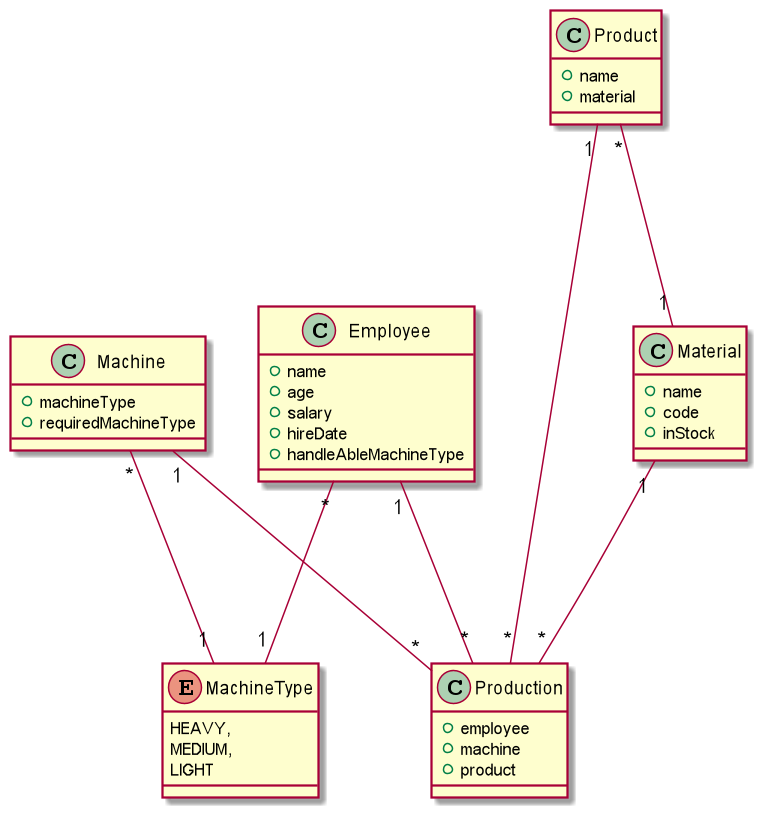 C Product
name
material
1
*
1
C Machine
machineType
requiredMachineType
*
1
C Employee
name
age
salary
hireDate
handleAbleMachineType
*
1
C Material
name
code
inStock
1
1
1
*
*
*
*
E MachineType
HEAVY,
MEDIUM,
LIGHT
C Production
employee
machine
product